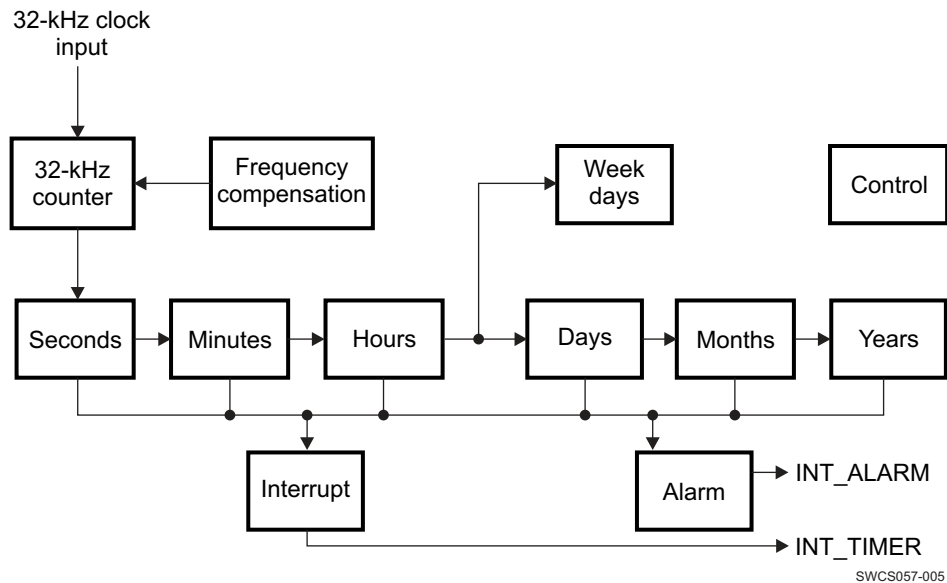 32-kHz clock
input
32-kHz
counter
Frequency
compensation
Week
days
Control
Seconds
Minutes
Hours
Days
Months
Years
Interrupt
Alarm
INT_ALARM
INT_TIMER
SWCS057-005